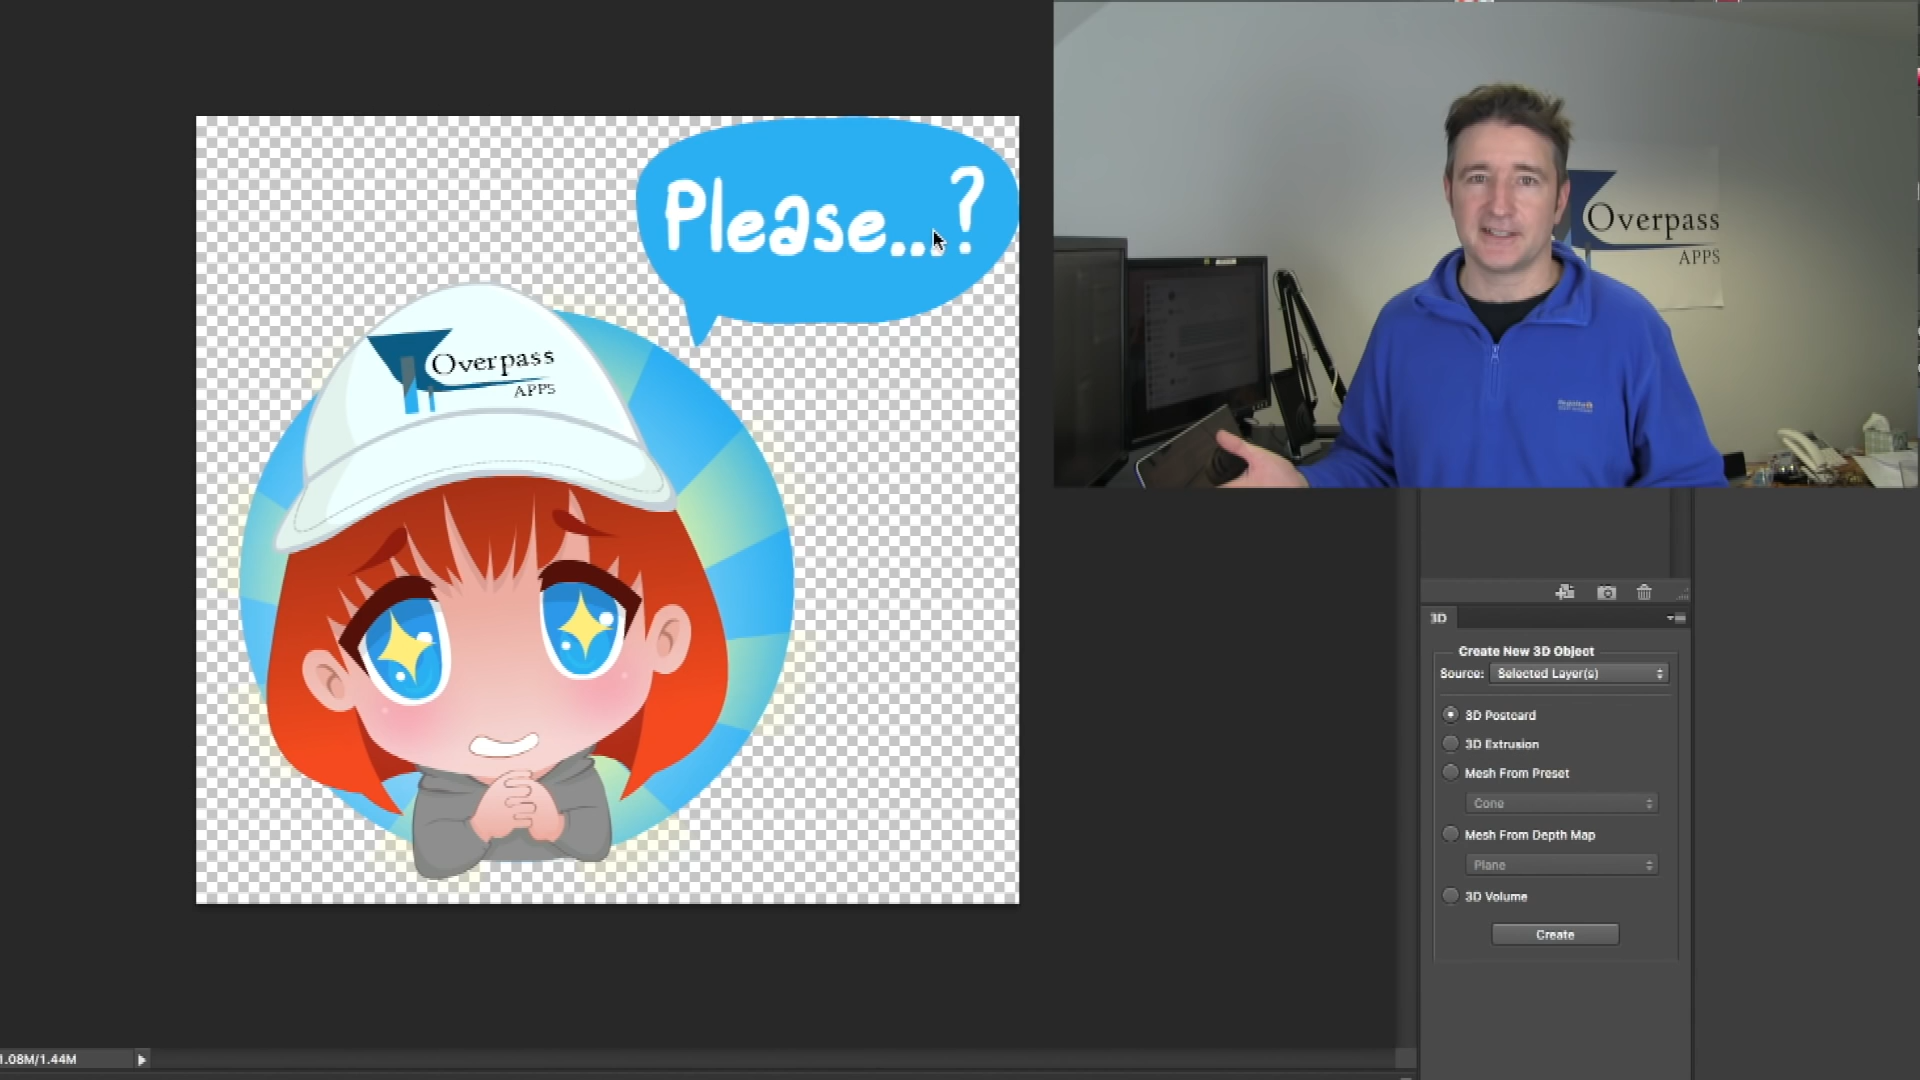 Please...?
Overpass
APPS
Overpass
APPS
3D
Create New 3D Object
Source: Selected Layer(s)
3D Postcard
3D Extrusion
Mesh From Preset
Cone
Mesh From Depth Map
Plane
3D Volume
Create
1.08M/1.44M